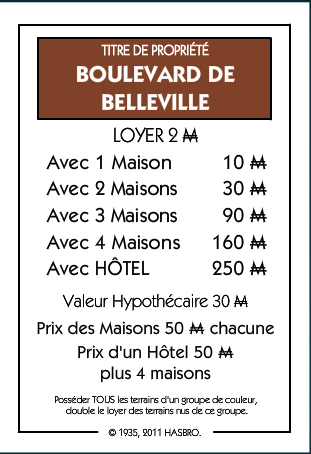 TITRE DE PROPRIÉTÉ
BOULEVARD DE
BELLEVILLE
LOYER 2 ₩
Avec 1 Maison 10 ₩
Avec 2 Maisons 30 ₩
Avec 3 Maisons 90 ₩
Avec 4 Maisons 160 ₩
Avec HÔTEL 250 ₩
Valeur Hypothécaire 30 ₩
Prix des Maisons 50 ₩ chacune
Prix d'un Hôtel 50 ₩
plus 4 maisons
Posséder TOUS les terrains d'un groupe de couleur,
double le loyer des terrains nus de ce groupe.
© 1935, 2011 HASBRO.